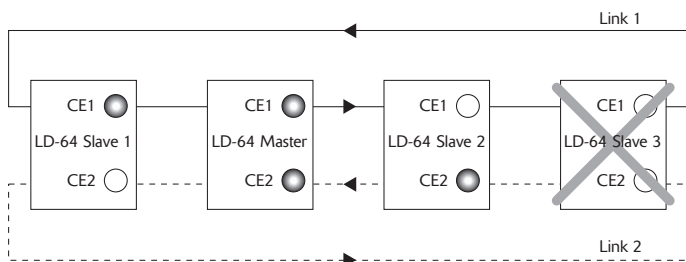 Link 1
CE1 CE1 CE1 CE1
LD-64 Slave 1 LD-64 Master LD-64 Slave 2 LD-64 Slave 3
CE2 CE2 CE2 CE2
Link 2